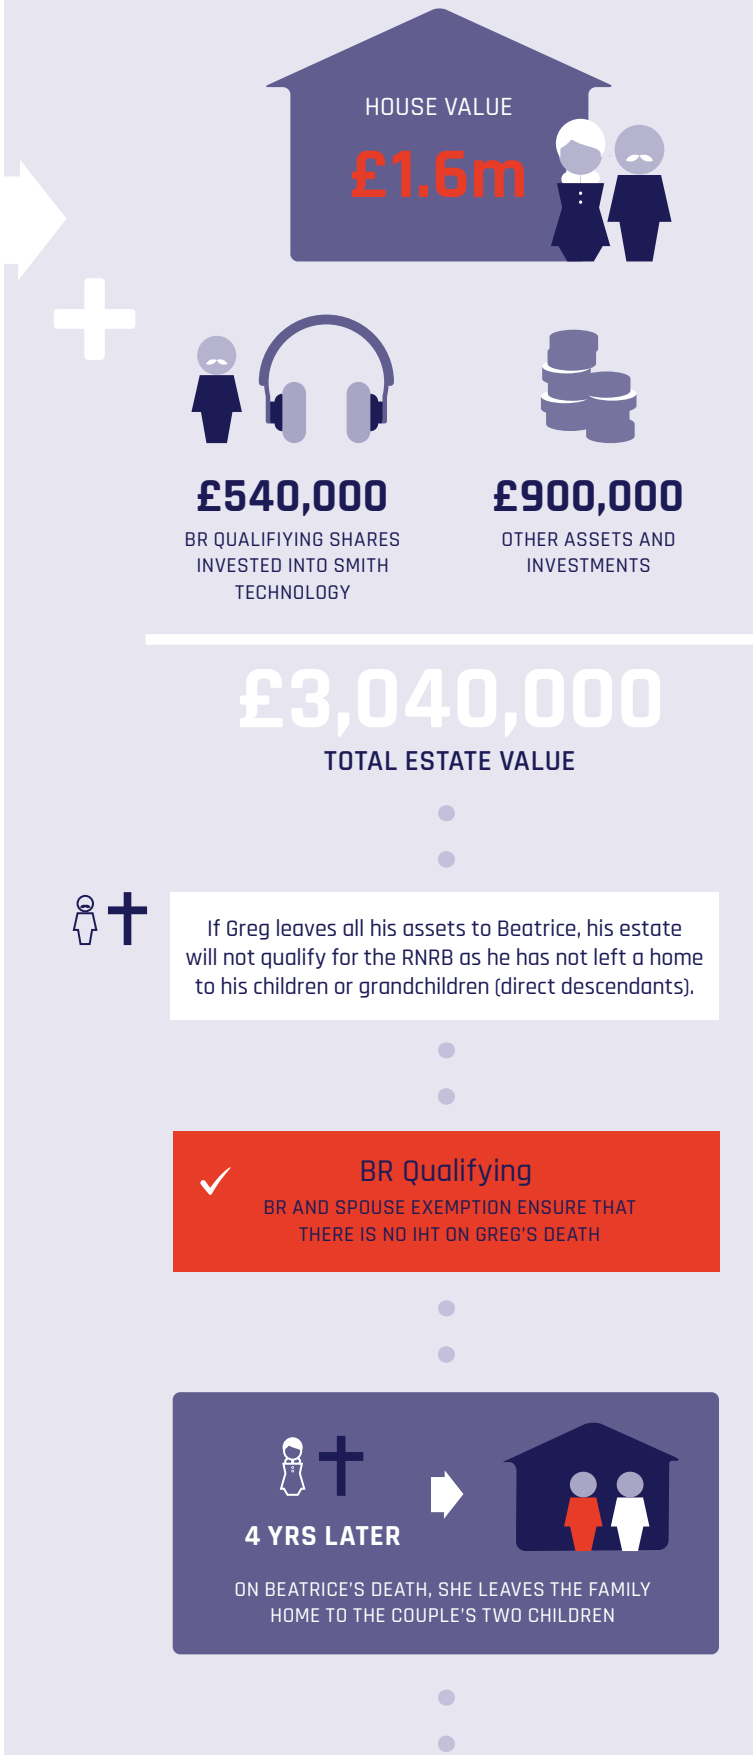 HOUSE VALUE
£1.6m
£540,000
BR QUALIFIYING SHARES
INVESTED INTO SMITH
TECHNOLOGY
£900,000
OTHER ASSETS AND
INVESTMENTS
£3,040,000
TOTAL ESTATE VALUE
If Greg leaves all his assets to Beatrice, his estate
will not qualify for the RNRB as he has not left a home
to his children or grandchildren (direct descendants).
BR Qualifying
BR AND SPOUSE EXEMPTION ENSURE THAT
THERE IS NO IHT ON GREG'S DEATH
4 YRS LATER
ON BEATRICE'S DEATH, SHE LEAVES THE FAMILY
HOME TO THE COUPLE'S TWO CHILDREN